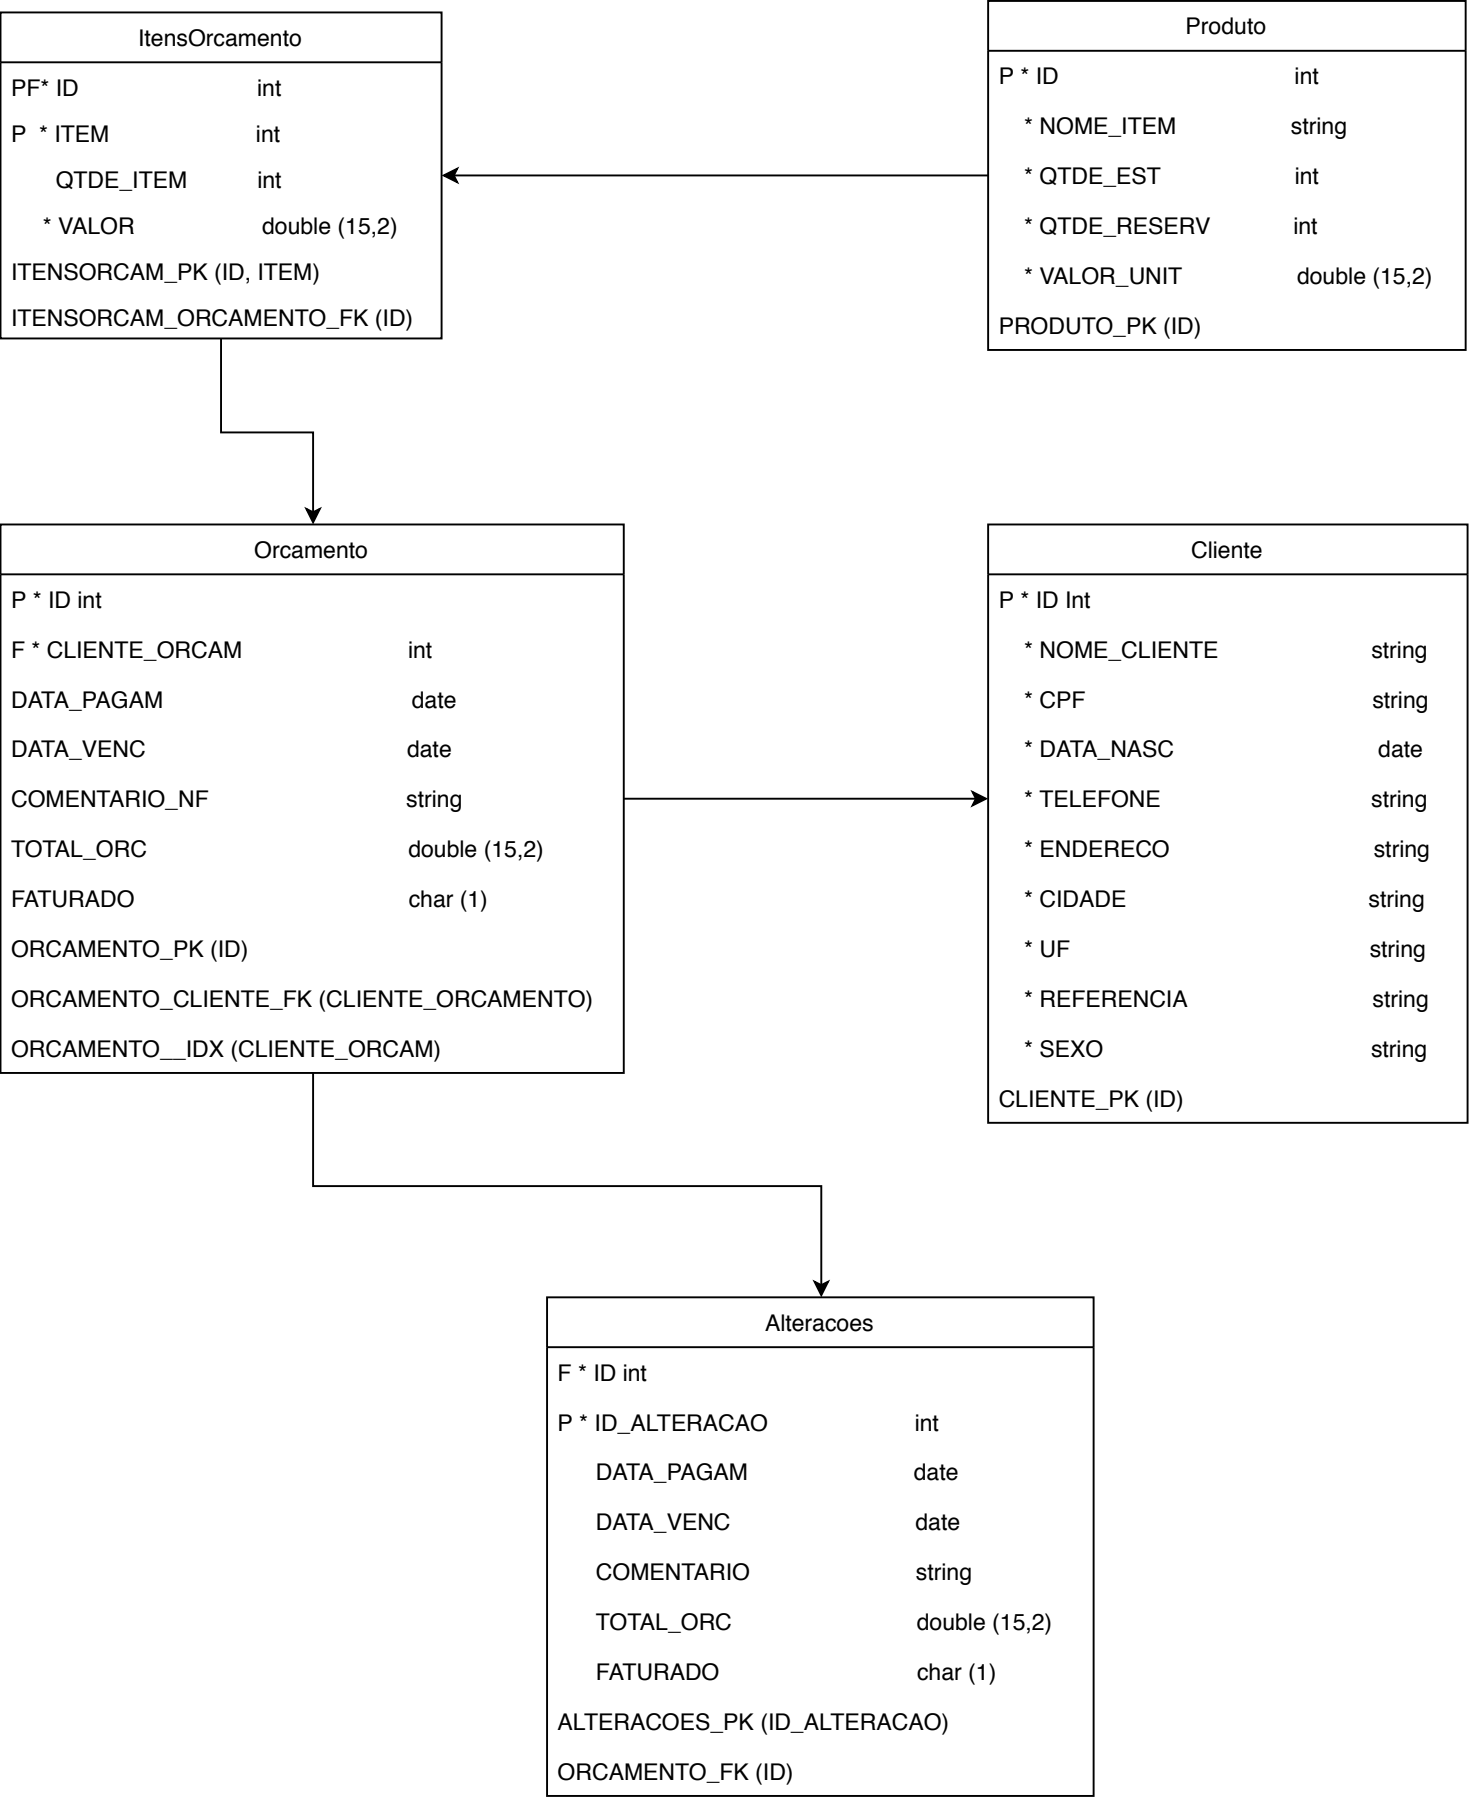 ItensOrcamento
PF* ID int
P * ITEM int
QTDE_ITEM int
* VALOR double (15,2)
ITENSORCAM_PK (ID, ITEM)
ITENSORCAM_ORCAMENTO_FK (ID)
Produto
P * ID int
* NOME_ITEM string
* QTDE_EST int
* QTDE_RESERV int
* VALOR_UNIT double (15,2)
PRODUTO_PK (ID)
Orcamento
P * ID int
F * CLIENTE_ORCAM int
DATA_PAGAM date
DATA_VENC date
COMENTARIO_NF string
TOTAL_ORC double (15,2)
FATURADO char (1)
ORCAMENTO_PK (ID)
ORCAMENTO_CLIENTE_FK (CLIENTE_ORCAMENTO)
ORCAMENTO__IDX (CLIENTE_ORCAM)
Cliente
P * ID Int
* NOME_CLIENTE string
* CPF string
* DATA_NASC date
* TELEFONE string
* ENDERECO string
* CIDADE string
* UF string
* REFERENCIA string
* SEXO string
CLIENTE_PK (ID)
Alteracoes
F * ID int
P * ID_ALTERACAO int
DATA_PAGAM date
DATA_VENC date
COMENTARIO string
TOTAL_ORC double (15,2)
FATURADO char (1)
ALTERACOES_PK (ID_ALTERACAO)
ORCAMENTO_FK (ID)